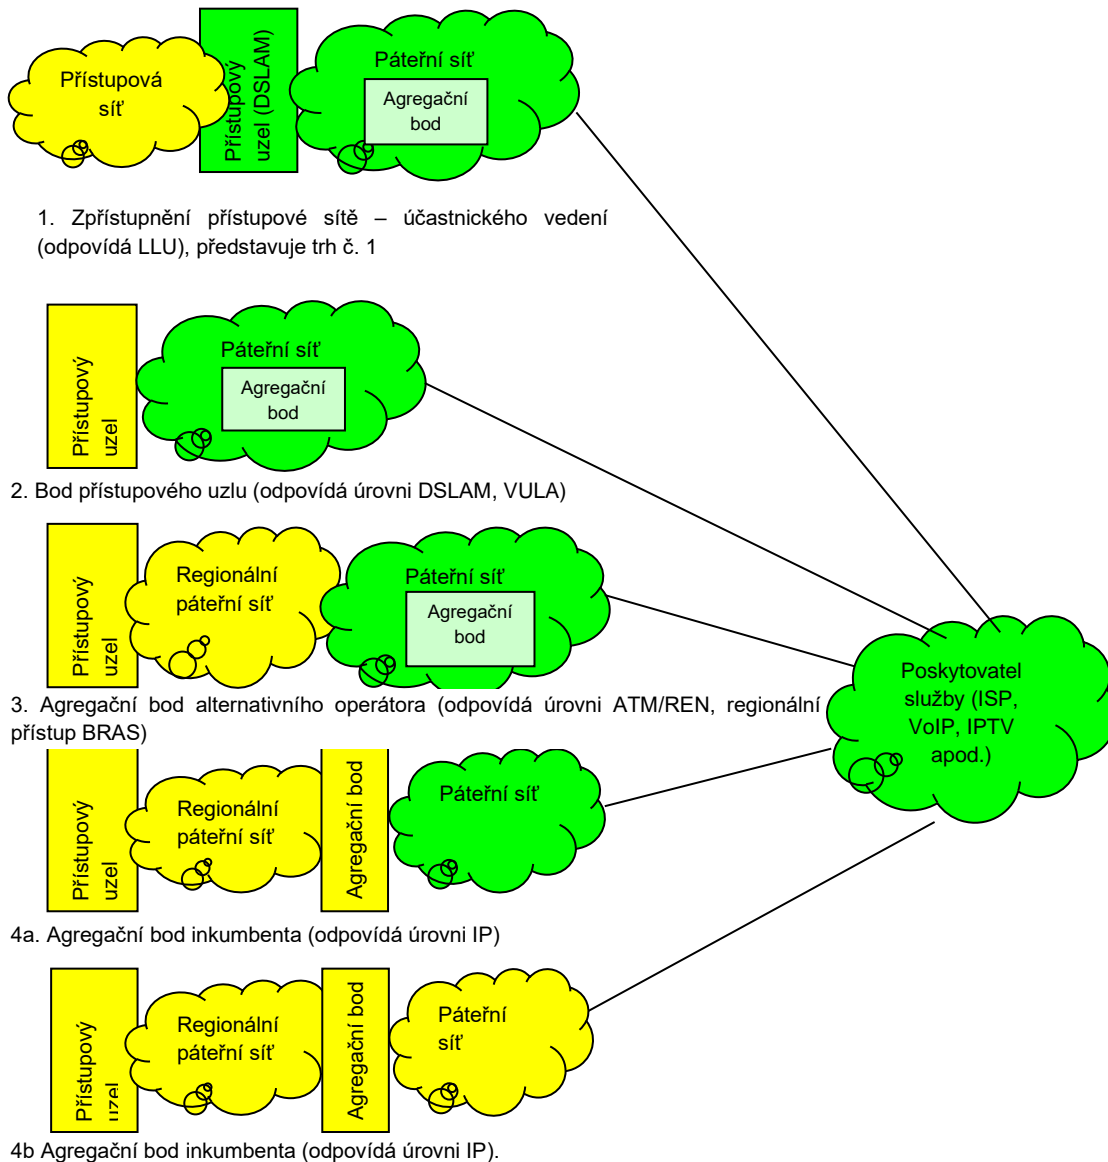 Přístupová
síť
Přístupový
uzel (DSLAM)
Páteřní síť
Agregační
bod
1. Zpřístupnění přístupové sítě – účastnického vedení
(odpovídá LLU), představuje trh č. 1
Přístupový
uzel
Páteřní síť
Agregační
bod
2. Bod přístupového uzlu (odpovídá úrovni DSLAM, VULA)
Přístupový
uzel
Regionální
páteřní síť
Páteřní síť
Agregační
bod
Poskytovatel
služby (ISP,
VoIP, IPTV
apod.)
3. Agregační bod alternativního operátora (odpovídá úrovni ATM/REN, regionální
přístup BRAS)
Přístupový
uzel
Regionální
páteřní síť
Agregační bod
Páteřní síť
4a. Agregační bod inkumbenta (odpovídá úrovni IP)
Přístupový
uzel
Regionální
páteřní síť
Agregační bod
Páteřní
síť
4b Agregační bod inkumbenta (odpovídá úrovni IP).